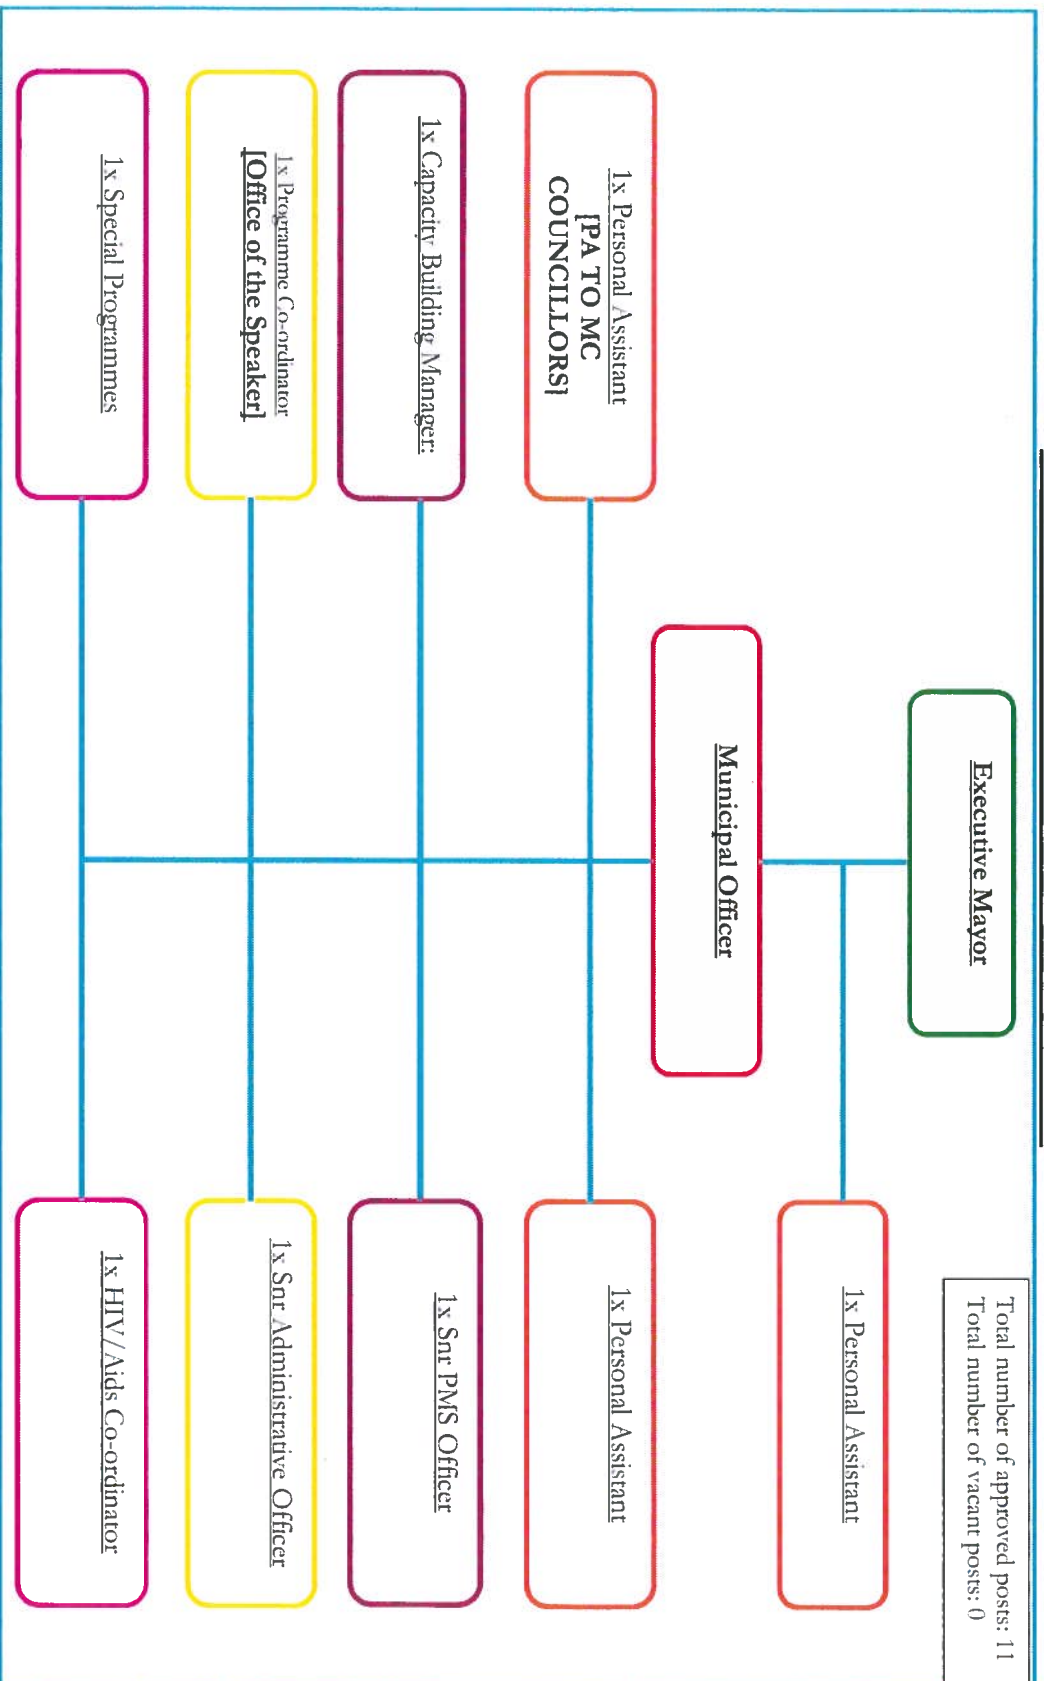 Total number of approved posts: 11
Total number of vacant posts: 0
Executive Mayor
1x Personal Assistant
Municipal Officer
1x Personal Assistant
[PA TO MC
COUNCILLORS]
1x Personal Assistant
1x Capacity Building Manager:
1x Snr PMS Officer
1x Programme Co-ordinator
[Office of the Speaker]
1x Snr Administrative Officer
1x Special Programmes
1x HIV/Aids Co-ordinator